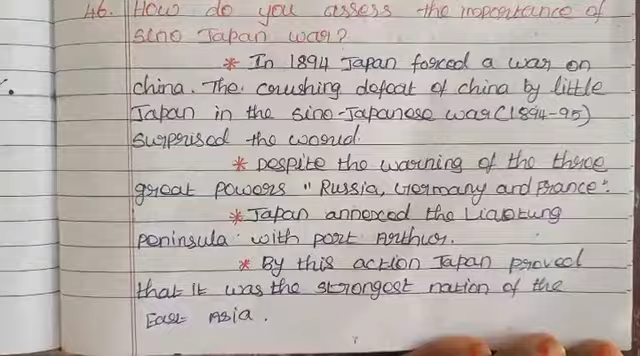 46. How do you assess the importance of
Sino Japan war?
* In 1894 Japan forced a war on
china. The crushing defeat of china by little
Japan in the sino-Japanese war (1894-95)
surprised the world.
* Despite the warning of the three
great powers "Russia, Germany and France".
* Japan annexed the Liaotung
peninsula with port Arthur.
* By this action Japan proved
that it was the strongest nation of the
East Asia.